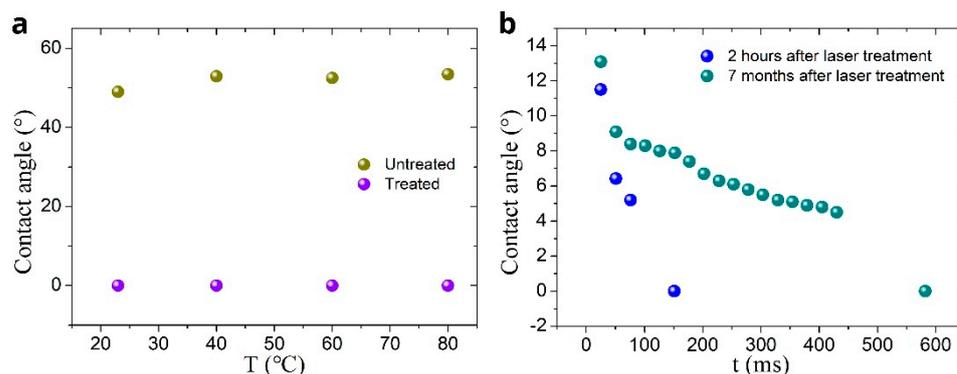 a
Contact angle (°)
60
40
20
0
Untreated
Treated
20 30 40 50 60 70 80
T (℃)
b
Contact angle (°)
14
12
10
8
6
4
2
0
-2
2 hours after laser treatment
7 months after laser treatment
0 100 200 300 400 500 600
t (ms)